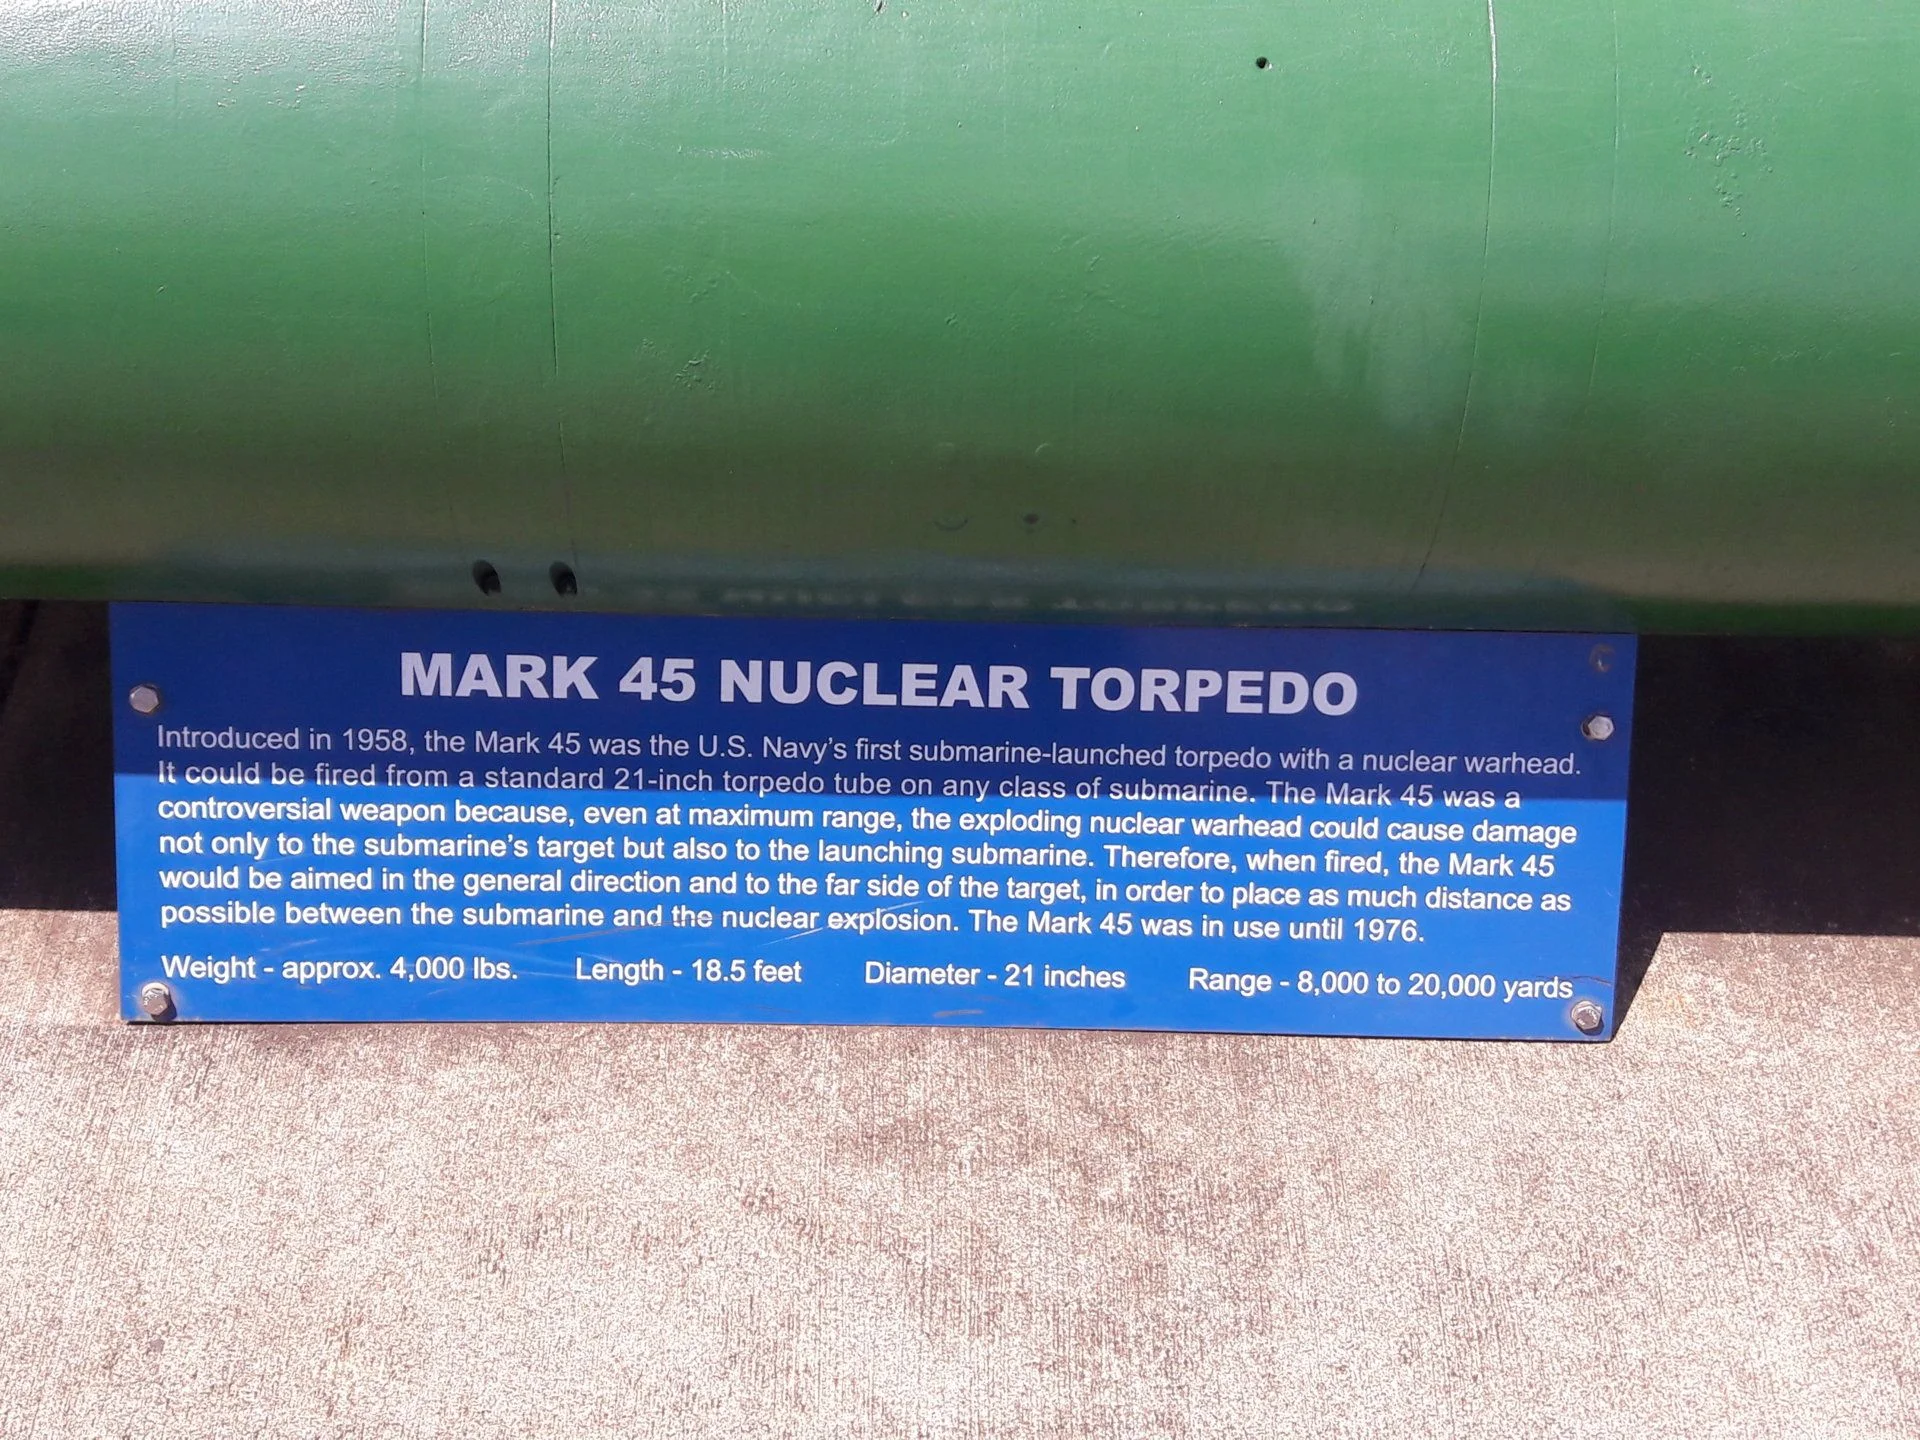 MARK 45 NUCLEAR TORPEDO
Introduced in 1958, the Mark 45 was the U.S. Navy's first submarine-launched torpedo with a nuclear warhead.
It could be fired from a standard 21-inch torpedo tube on any class of submarine. The Mark 45 was a
controversial weapon because, even at maximum range, the exploding nuclear warhead could cause damage
not only to the submarine's target but also to the launching submarine. Therefore, when fired, the Mark 45
would be aimed in the general direction and to the far side of the target, in order to place as much distance as
possible between the submarine and the nuclear explosion. The Mark 45 was in use until 1976.
Weight - approx. 4,000 lbs. Length - 18.5 feet Diameter - 21 inches Range - 8,000 to 20,000 yards